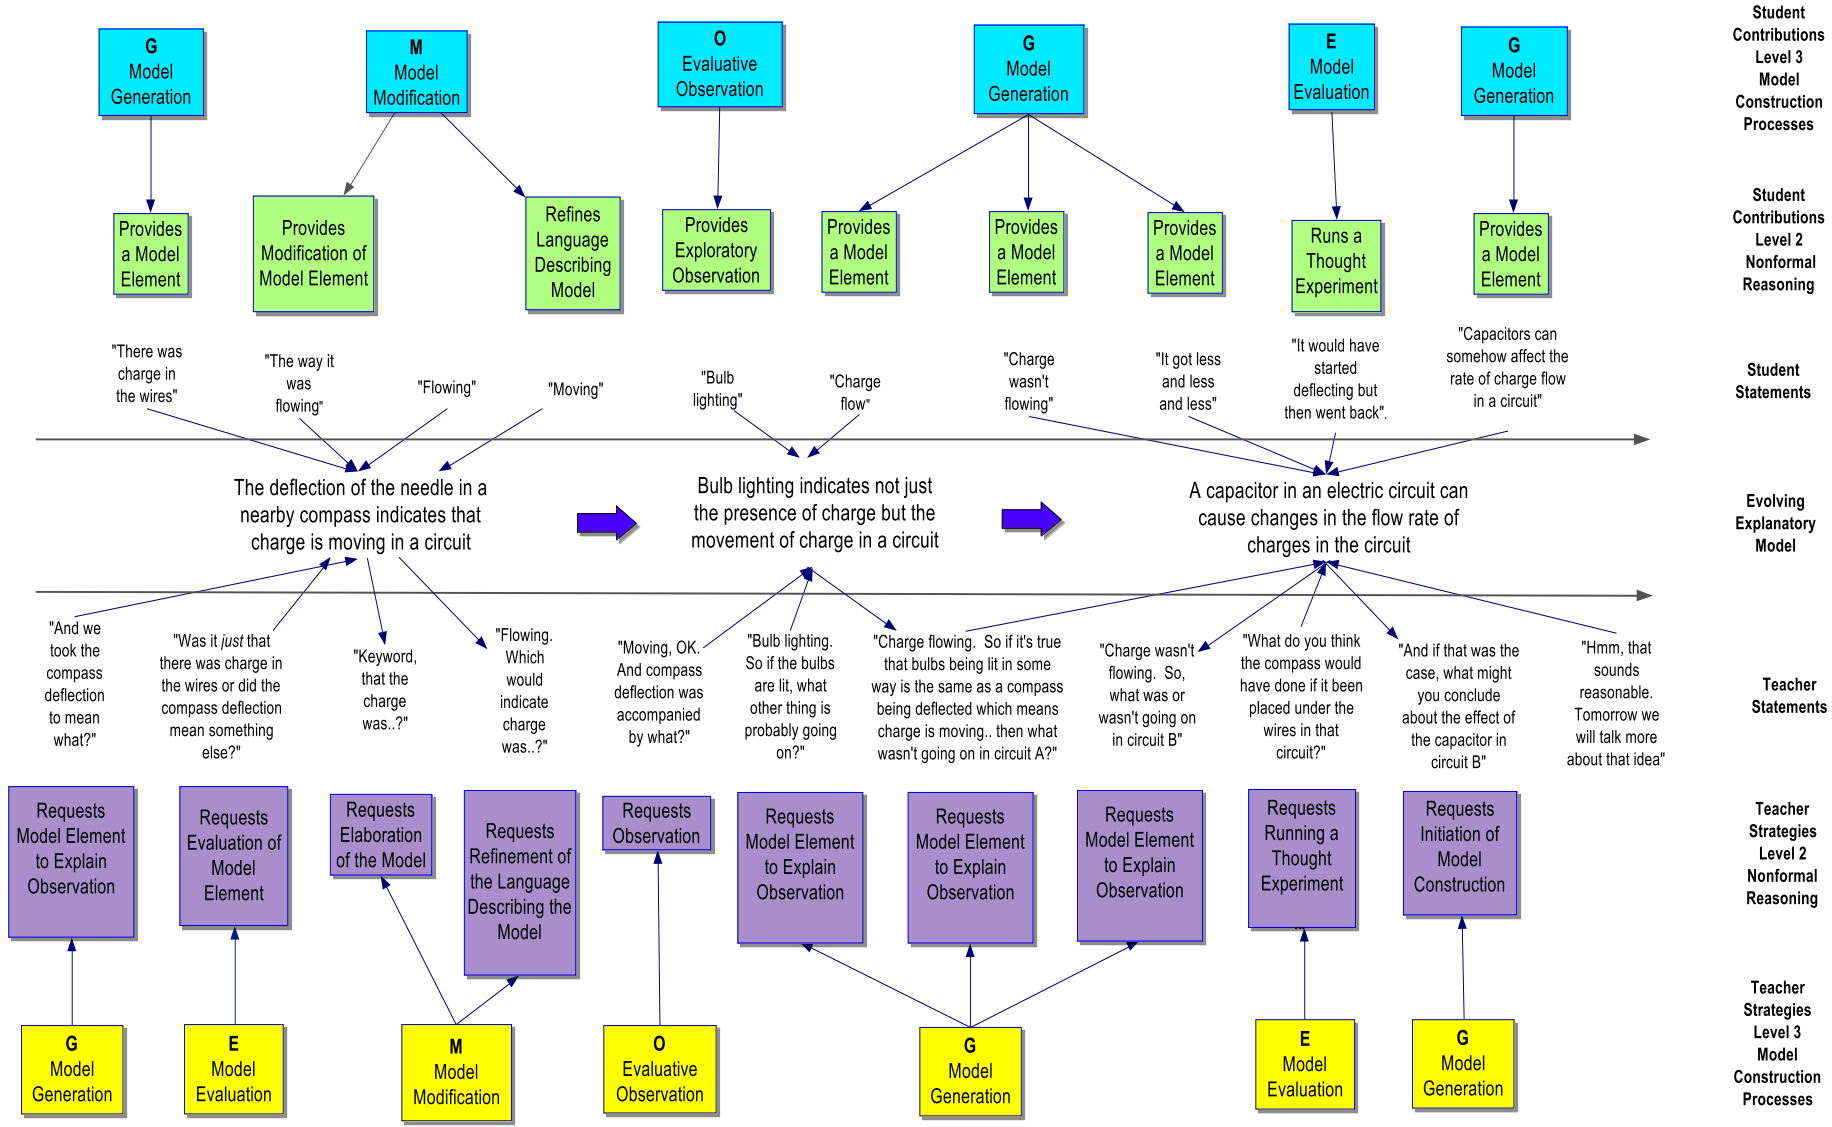 G
Model
Generation
M
Model
Modification
O
Evaluative
Observation
G
Model
Generation
E
Model
Evaluation
G
Model
Generation
Student
Contributions
Level 3
Model
Construction
Processes
Provides
a Model
Element
Provides
Modification of
Model Element
Refines
Language
Describing
Model
Provides
Exploratory
Observation
Provides
a Model
Element
Provides
a Model
Element
Provides
a Model
Element
Runs a
Thought
Experiment
Provides
a Model
Element
Student
Contributions
Level 2
Nonformal
Reasoning
"There was
charge in
the wires"
"The way it
was
flowing"
"Flowing"
"Moving"
"Bulb
lighting"
"Charge
flow"
"Charge
wasn't
flowing"
"It got less
and less
and less"
"It would have
started
deflecting but
then went back".
"Capacitors can
somehow affect the
rate of charge flow
in a circuit"
Student
Statements
The deflection of the needle in a
nearby compass indicates that
charge is moving in a circuit
Bulb lighting indicates not just
the presence of charge but the
movement of charge in a circuit
A capacitor in an electric circuit can
cause changes in the flow rate of
charges in the circuit
Evolving
Explanatory
Model
"And we
took the
compass
deflection
to mean
what?"
"Was it just that
there was charge in
the wires or did the
compass deflection
mean something
else?"
"Keyword,
that the
charge
was..?"
"Flowing.
Which
would
indicate
charge
was..?"
"Moving, OK.
And compass
deflection was
accompanied
by what?"
"Bulb lighting.
So if the bulbs
are lit, what
other thing is
probably going
on?"
"Charge flowing.  So if it's true
that bulbs being lit in some
way is the same as a compass
being deflected which means
charge is moving.. then what
wasn't going on in circuit A?"
"Charge wasn't
flowing.  So,
what was or
wasn't going on
in circuit B"
"What do you think
the compass would
have done if it been
placed under the
wires in that
circuit?"
"And if that was the
case, what might
you conclude
about the effect of
the capacitor in
circuit B"
"Hmm, that
sounds
reasonable.
Tomorrow we
will talk more
about that idea"
Teacher
Statements
Requests
Model Element
to Explain
Observation
Requests
Evaluation of
Model
Element
Requests
Elaboration
of the Model
Requests
Refinement of
the Language
Describing the
Model
Requests
Observation
Requests
Model Element
to Explain
Observation
Requests
Model Element
to Explain
Observation
Requests
Model Element
to Explain
Observation
Requests
Running a
Thought
Experiment
Requests
Initiation of
Model
Construction
Teacher
Strategies
Level 2
Nonformal
Reasoning
G
Model
Generation
E
Model
Evaluation
M
Model
Modification
O
Evaluative
Observation
G
Model
Generation
E
Model
Evaluation
G
Model
Generation
Teacher
Strategies
Level 3
Model
Construction
Processes